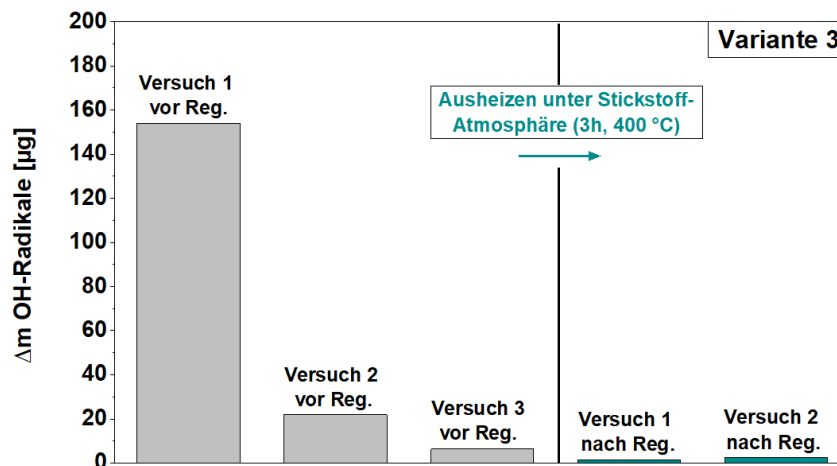 Variante 3
Δm OH-Radikale [µg]
200
180
160
140
120
100
80
60
40
20
0
Versuch 1
vor Reg.
Versuch 2
vor Reg.
Versuch 3
vor Reg.
Ausheizen unter Stickstoff-
Atmosphäre (3h, 400 °C)
Versuch 1
nach Reg.
Versuch 2
nach Reg.